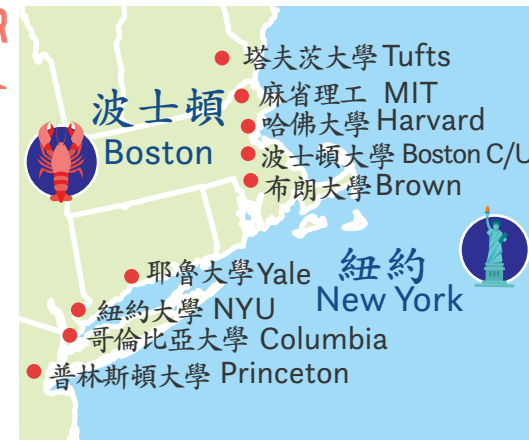 R
塔夫茨大學 Tufts
麻省理工 MIT
波士頓
哈佛大學 Harvard
Boston
波士頓大學 Boston C/U
布朗大學 Brown
耶魯大學 Yale
紐約
紐約大學 NYU
New York
哥倫比亞大學 Columbia
普林斯頓大學 Princeton